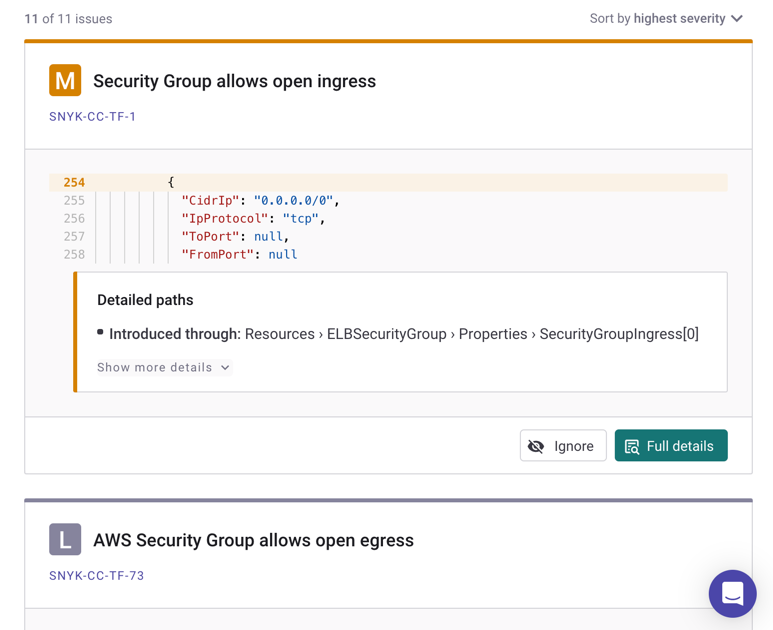 11 of 11 issues
Sort by highest severity
M Security Group allows open ingress
SNYK-CC-TF-1
254 {
255 "CidrIp": "0.0.0.0/0",
256 "IpProtocol": "tcp",
257 "ToPort": null,
258 "FromPort": null
Detailed paths
• Introduced through: Resources › ELBSecurityGroup › Properties › SecurityGroupIngress[0]
Show more details
Ignore
Full details
L AWS Security Group allows open egress
SNYK-CC-TF-73